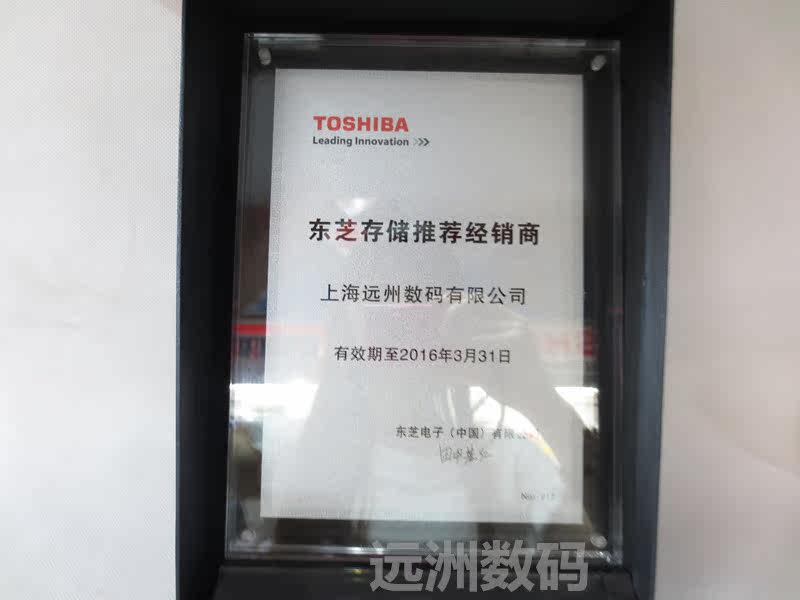 TOSHIBA
Leading Innovation >>>
东芝存储推荐经销商
上海远州数码有限公司
有效期至2016年3月31日
东芝电子（中国）有限公
No:
远洲数码